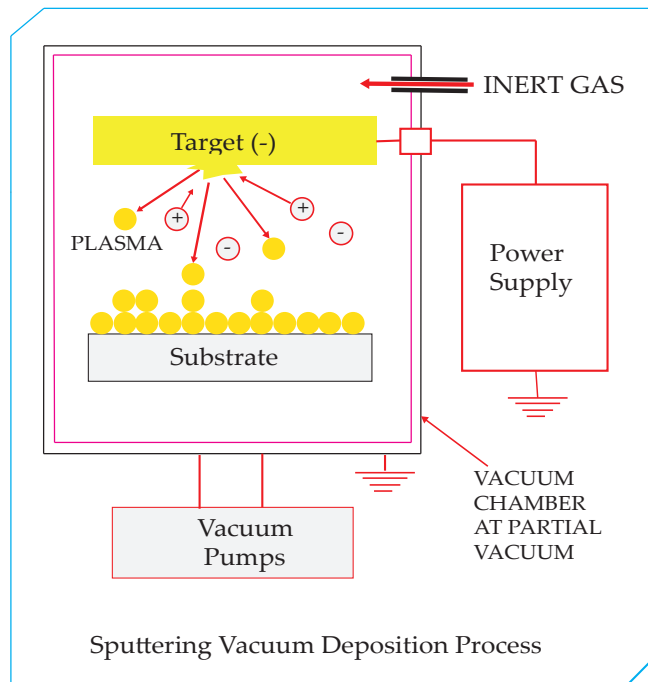 INERT GAS
Target (-)
+
+
-
-
PLASMA
Power
Supply
Substrate
VACUUM
CHAMBER
AT PARTIAL
VACUUM
Vacuum
Pumps
Sputtering Vacuum Deposition Process